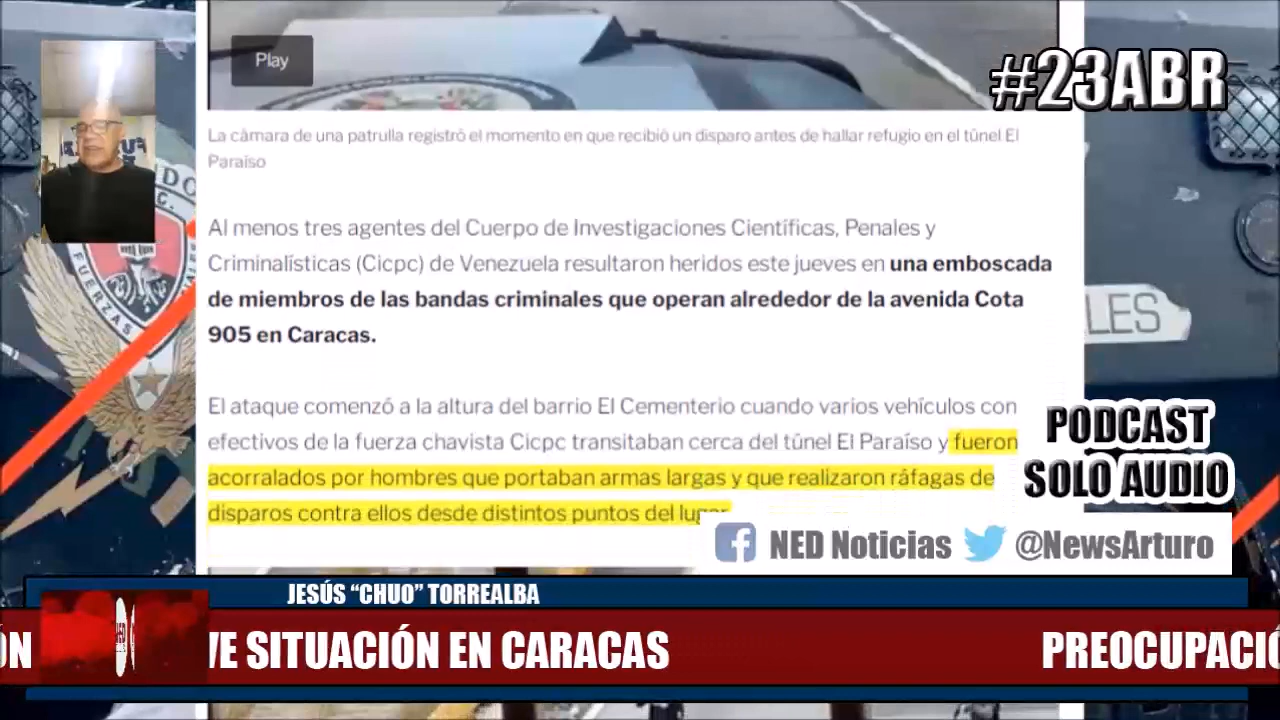 Play
#23ABR
La cámara de una patrulla registró el momento en que recibió un disparo antes de hallar refugio en el túnel El
Paraíso
Al menos tres agentes del Cuerpo de Investigaciones Científicas, Penales y
Criminalísticas (Cicpc) de Venezuela resultaron heridos este jueves en una emboscada
de miembros de las bandas criminales que operan alrededor de la avenida Cota
905 en Caracas.
FUERZAS
LES
El ataque comenzó a la altura del barrio El Cementerio cuando varios vehículos con
efectivos de la fuerza chavista Cicpc transitaban cerca del túnel El Paraíso y fueron
acorralados por hombres que portaban armas largas y que realizaron ráfagas de
disparos contra ellos desde distintos puntos del lugar
PODCAST
SOLO AUDIO
NED Noticias @NewsArturo
JESÚS “CHUO” TORREALBA
ÓN VE SITUACIÓN EN CARACAS PREOCUPACIÓ